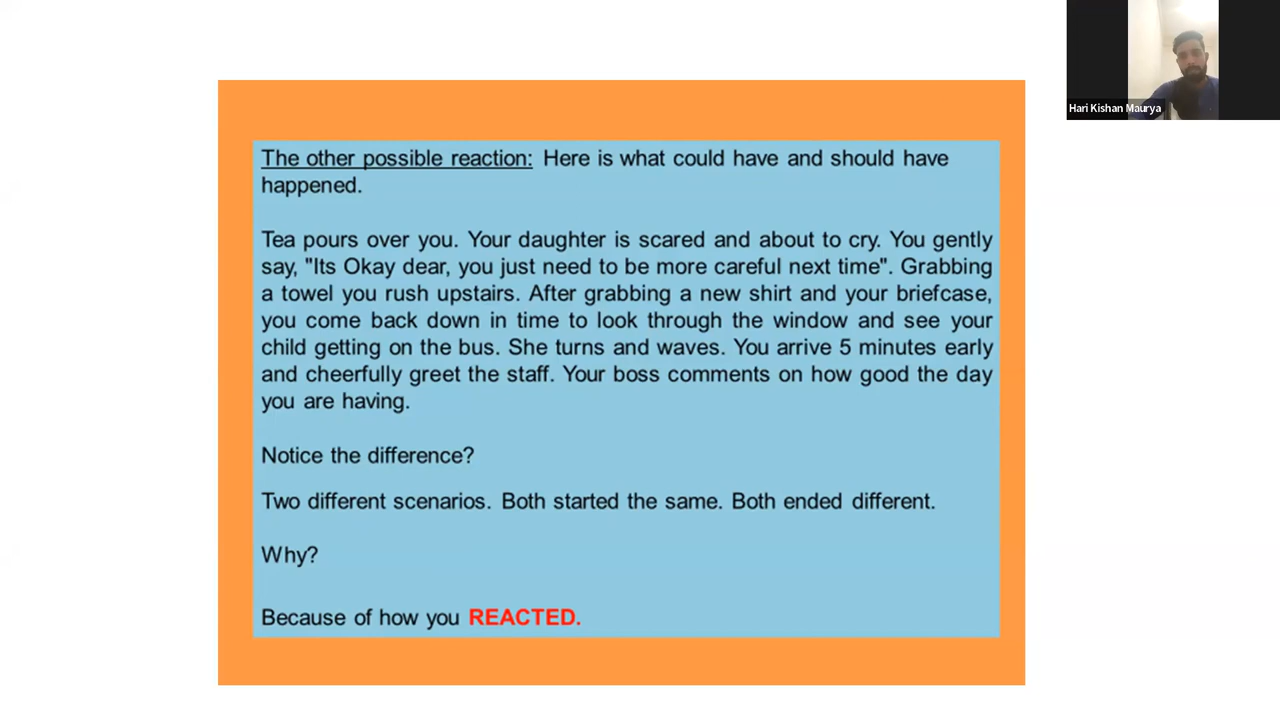 Hari Kishan Maurya
The other possible reaction: Here is what could have and should have
happened.
Tea pours over you. Your daughter is scared and about to cry. You gently
say, "Its Okay dear, you just need to be more careful next time". Grabbing
a towel you rush upstairs. After grabbing a new shirt and your briefcase,
you come back down in time to look through the window and see your
child getting on the bus. She turns and waves. You arrive 5 minutes early
and cheerfully greet the staff. Your boss comments on how good the day
you are having.
Notice the difference?
Two different scenarios. Both started the same. Both ended different.
Why?
Because of how you REACTED.